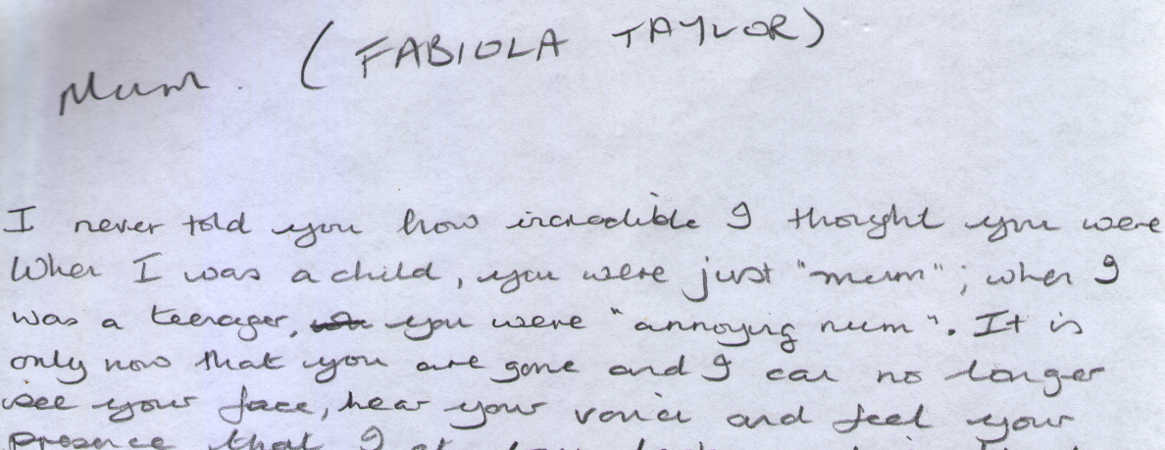 Mum. (FABIOLA TAYLOR)
I never told you how incredible I thought you were
When I was a child, you were just "mum"; when I
was a teenager, you were "annoying mum". It is
only now that you are gone and I can no longer
see your face, hear your voice and feel your
presence that I